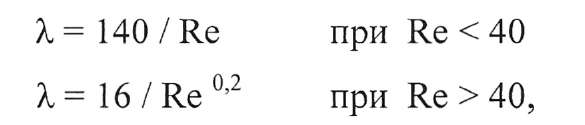 λ = 140 / Re при Re < 40
λ = 16 / Re 0,2 при Re > 40,